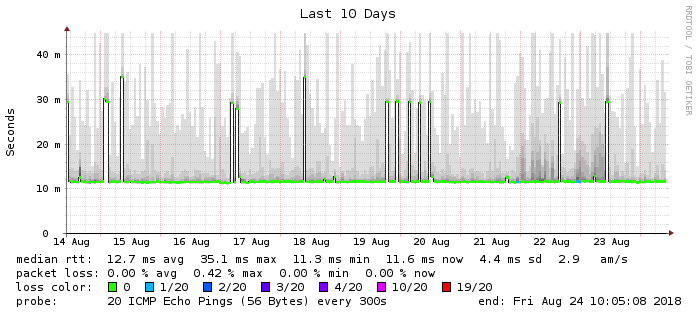 Last 10 Days
RRDTOOL / TOBI OETIKER
Seconds
40 m
30 m
20 m
10 m
0
14 Aug 15 Aug 16 Aug 17 Aug 18 Aug 19 Aug 20 Aug 21 Aug 22 Aug 23 Aug
median rtt: 12.7 ms avg 35.1 ms max 11.3 ms min 11.6 ms now 4.4 ms sd 2.9 am/s
packet loss: 0.00 % avg 0.42 % max 0.00 % min 0.00 % now
loss color: 0 1/20 2/20 3/20 4/20 10/20 19/20
probe: 20 ICMP Echo Pings (56 Bytes) every 300s end: Fri Aug 24 10:05:08 2018